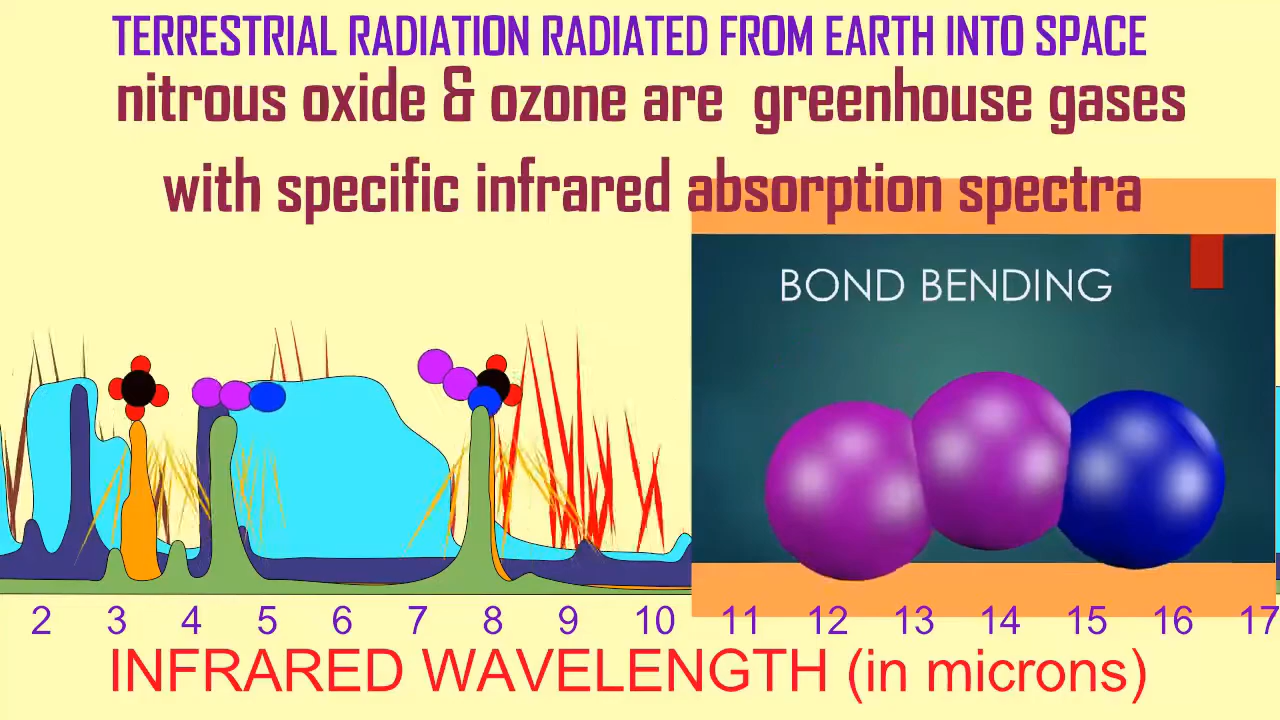 TERRESTRIAL RADIATION RADIATED FROM EARTH INTO SPACE
nitrous oxide & ozone are greenhouse gases
with specific infrared absorption spectra
BOND BENDING
2 3 4 5 6 7 8 9 10 11 12 13 14 15 16 17
INFRARED WAVELENGTH (in microns)